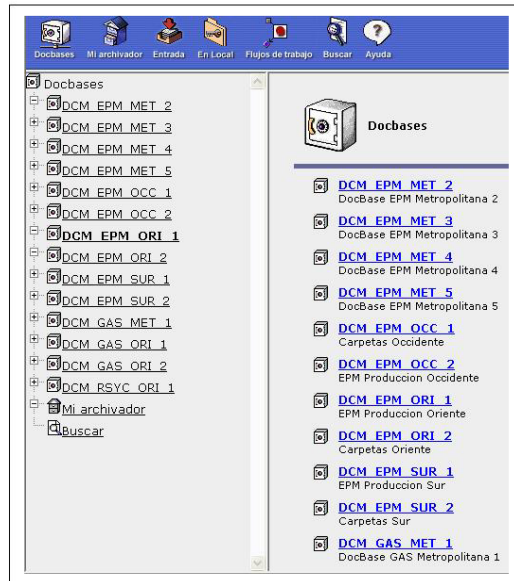 Docbases Mi archivador Entrada En Local Flujos de trabajo Buscar Ayuda
Docbases
DCM_EPM_MET_2
DCM_EPM_MET_3
DCM_EPM_MET_4
DCM_EPM_MET_5
DCM_EPM_OCC_1
DCM_EPM_OCC_2
DCM_EPM_ORI_1
DCM_EPM_ORI_2
DCM_EPM_SUR_1
DCM_EPM_SUR_2
DCM_GAS_MET_1
DCM_GAS_ORI_1
DCM_GAS_ORI_2
DCM_RSYC_ORI_1
Mi archivador
Buscar
Docbases
DCM_EPM_MET_2
DocBase EPM Metropolitana 2
DCM_EPM_MET_3
DocBase EPM Metropolitana 3
DCM_EPM_MET_4
DocBase EPM Metropolitana 4
DCM_EPM_MET_5
DocBase EPM Metropolitana 5
DCM_EPM_OCC_1
Carpetas Occidente
DCM_EPM_OCC_2
EPM Produccion Occidente
DCM_EPM_ORI_1
EPM Produccion Oriente
DCM_EPM_ORI_2
Carpetas Oriente
DCM_EPM_SUR_1
EPM Produccion Sur
DCM_EPM_SUR_2
Carpetas Sur
DCM_GAS_MET_1
DocBase GAS Metropolitana 1